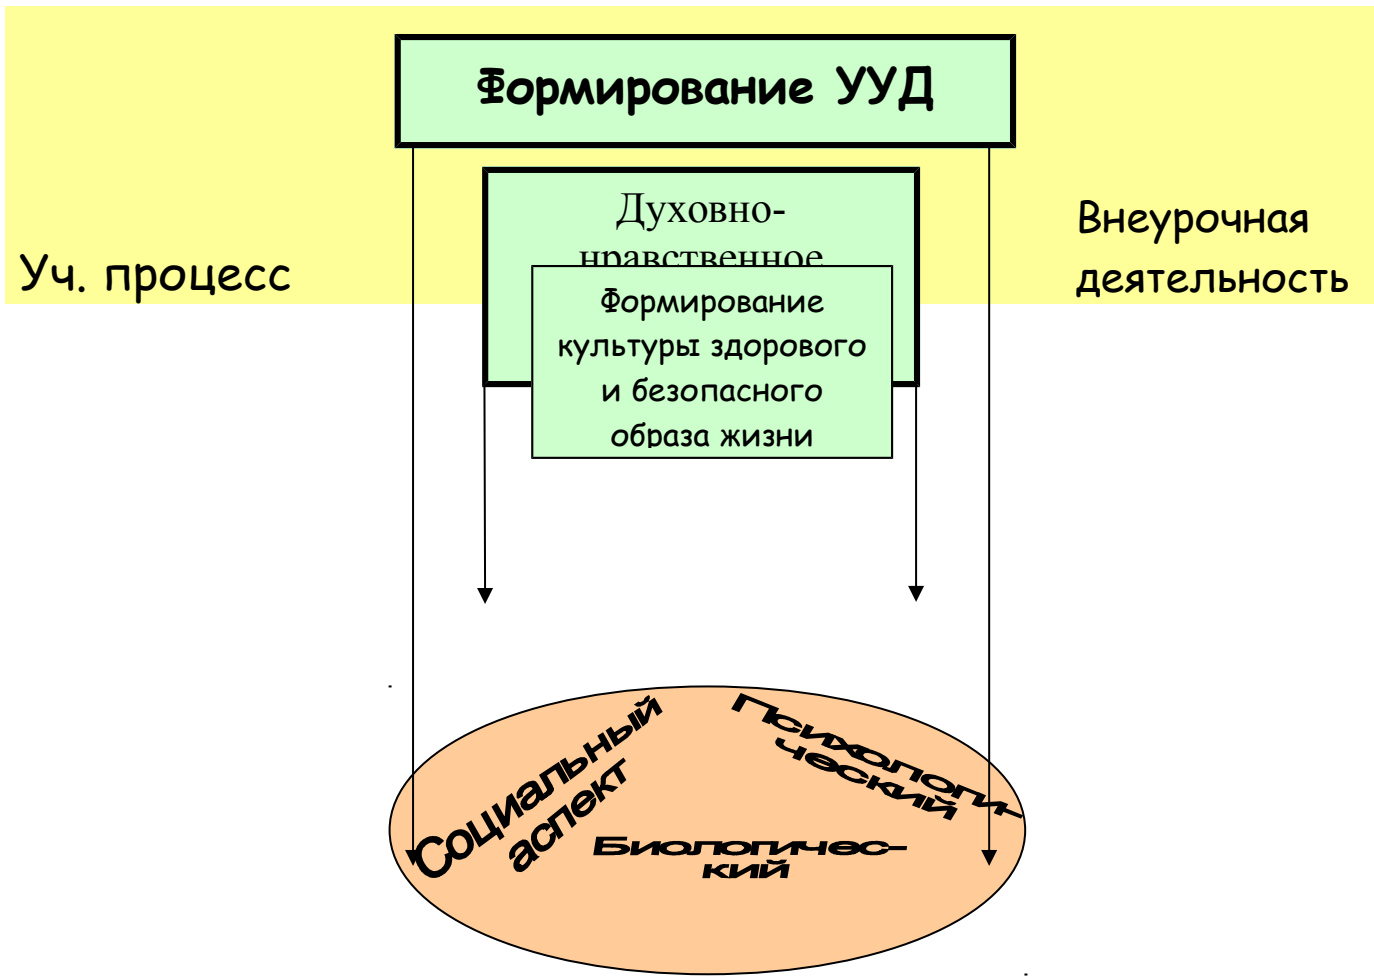 Формирование УУД
Духовно-
нравственное
Внеурочная
деятельность
Уч. процесс
Формирование
культуры здорового
и безопасного
образа жизни
Социальный
аспект
Психологи-
ческий
Биологичес-
кий